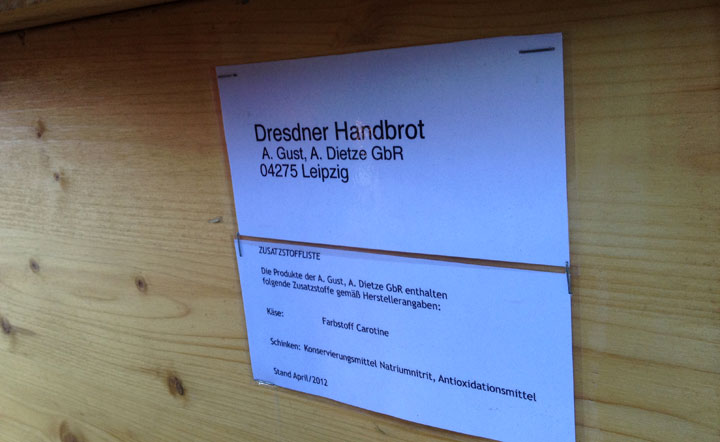 Dresdner Handbrot
A. Gust, A. Dietze GbR
04275 Leipzig
ZUSATZSTOFFLISTE
Die Produkte der A. Gust, A. Dietze GbR enthalten
folgende Zusatzstoffe gemäß Herstellerangaben:
Käse: Farbstoff Carotine
Schinken: Konservierungsmittel Natriumnitrit, Antioxidationsmittel
Stand April/2012